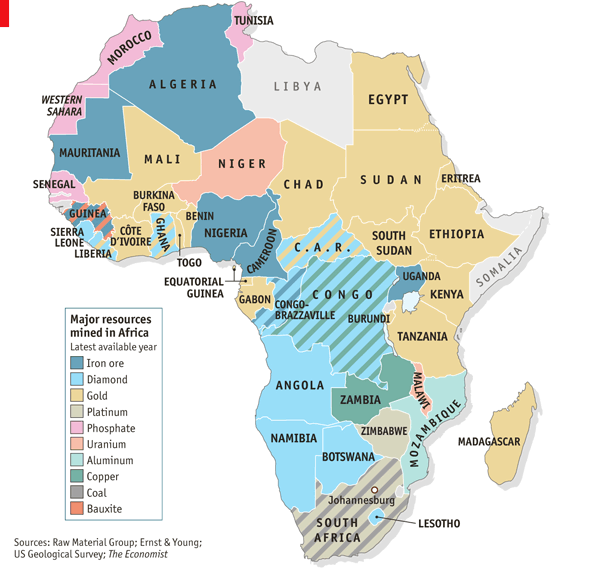 TUNISIA
MOROCCO
ALGERIA
LIBYA
EGYPT
WESTERN
SAHARA
MAURITANIA
MALI
NIGER
CHAD
SUDAN
ERITREA
SENEGAL
BURKINA
FASO
GUINEA
BENIN
NIGERIA
SIERRA
LEONE
CÔTE
D'IVOIRE
GHANA
LIBERIA
TOGO
CAMEROON
C.A.R.
SOUTH
SUDAN
ETHIOPIA
SOMALIA
EQUATORIAL
GUINEA
GABON
CONGO-
BRAZZAVILLE
CONGO
UGANDA
KENYA
BURUNDI
TANZANIA
Major resources
mined in Africa
Latest available year
Iron ore
Diamond
Gold
Platinum
Phosphate
Uranium
Aluminum
Copper
Coal
Bauxite
ANGOLA
ZAMBIA
MALAWI
MOZAMBIQUE
ZIMBABWE
NAMIBIA
BOTSWANA
MADAGASCAR
Johannesburg
SOUTH
AFRICA
LESOTHO
Sources: Raw Material Group; Ernst & Young;
US Geological Survey; The Economist